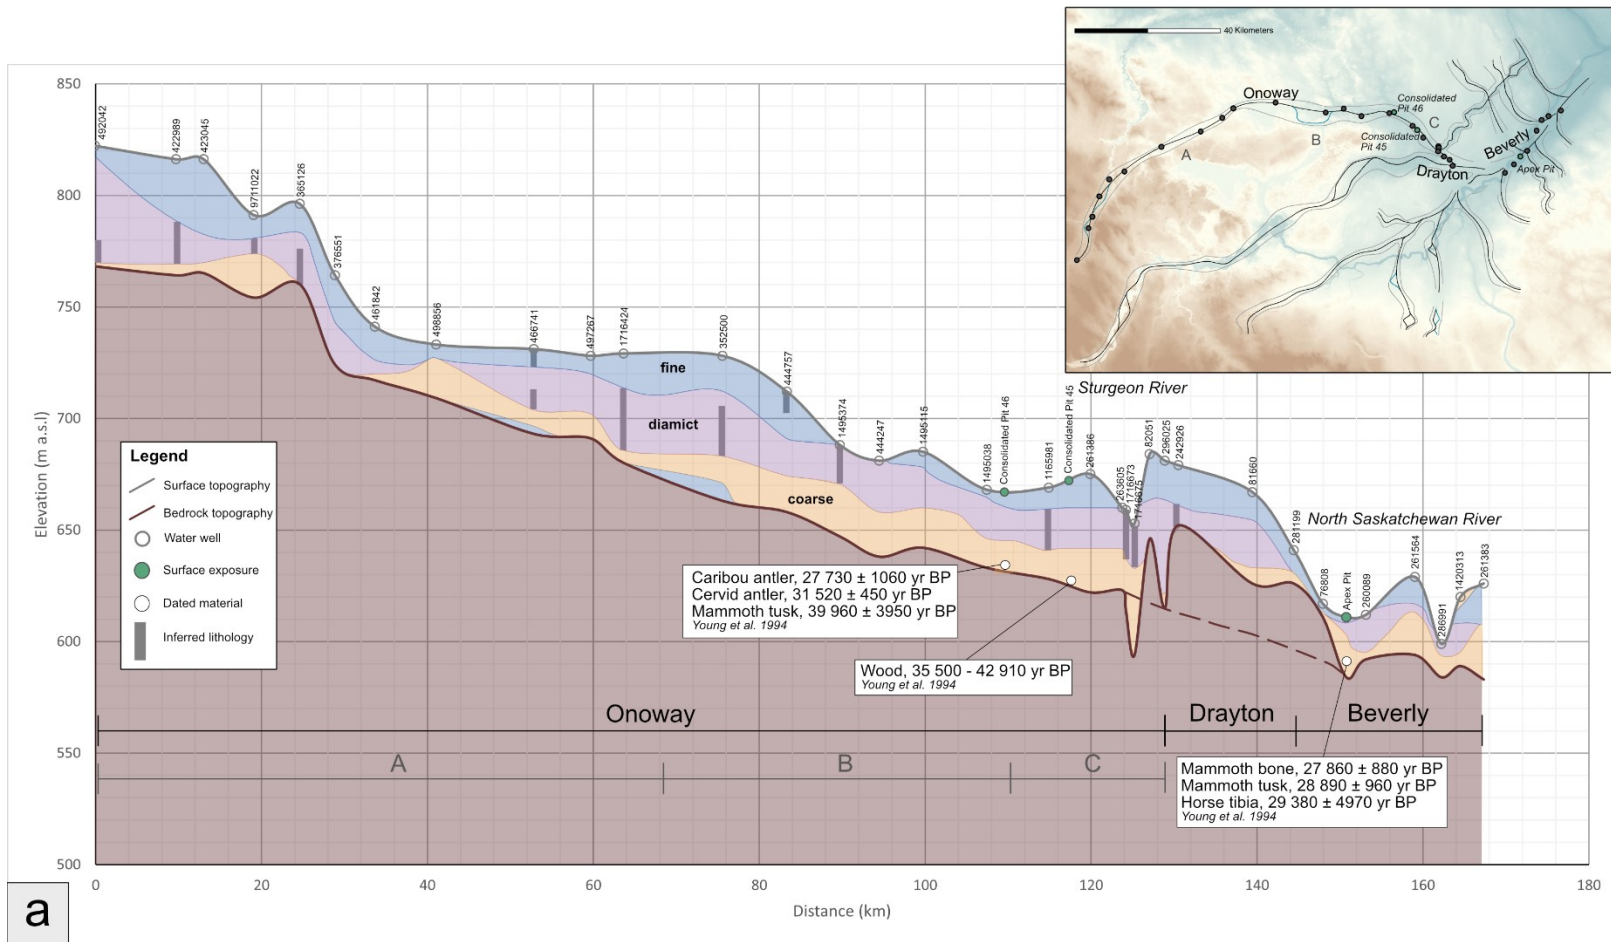 40 Kilometers
Onoway
Consolidated
Pit 46
C
Consolidated
Pit 45
B
A
Beverly
Drayton
Apex Pit
850
800
750
700
650
600
550
500
Elevation (m a.s.l)
492042
422989
423045
9711022
365126
376551
461842
498856
466741
497267
1716424
352500
444757
1495374
444247
1495115
1495038
Consolidated Pit 46
1165981
Consolidated Pit 45
261386
263605
1716673
1716675
82051
296025
242926
81660
281199
76808
Apex Pit
260089
261564
286991
1420313
261383
Sturgeon River
North Saskatchewan River
fine
diamict
coarse
Legend
Surface topography
Bedrock topography
Water well
Surface exposure
Dated material
Inferred lithology
Caribou antler, 27 730 ± 1060 yr BP
Cervid antler, 31 520 ± 450 yr BP
Mammoth tusk, 39 960 ± 3950 yr BP
Young et al. 1994
Wood, 35 500 - 42 910 yr BP
Young et al. 1994
Onoway
Drayton
Beverly
A
B
C
Mammoth bone, 27 860 ± 880 yr BP
Mammoth tusk, 28 890 ± 960 yr BP
Horse tibia, 29 380 ± 4970 yr BP
Young et al. 1994
0
20
40
60
80
100
120
140
160
180
Distance (km)
a